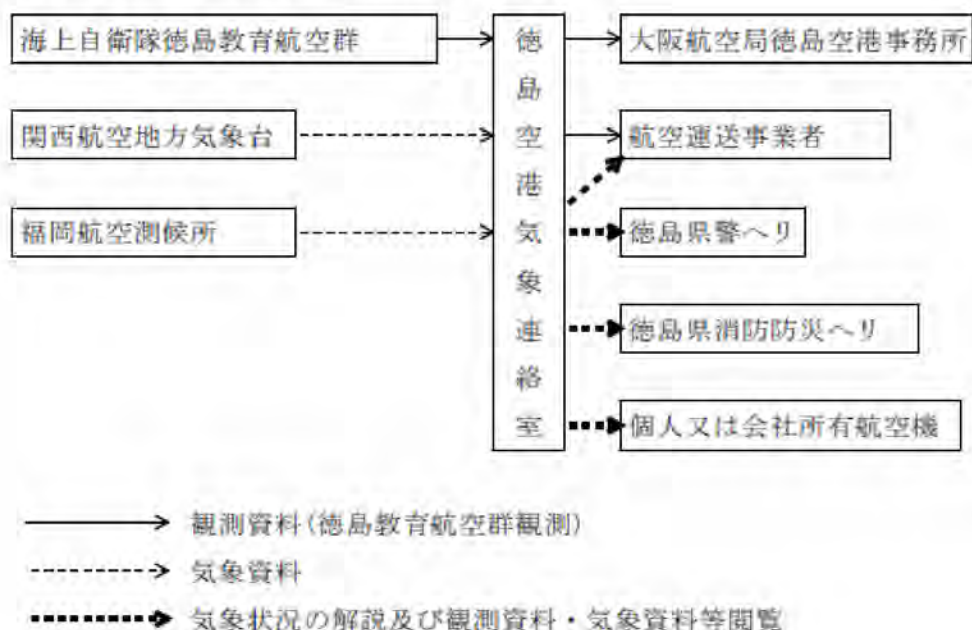 海上自衛隊徳島教育航空群
関西航空地方気象台
福岡航空測候所
徳島空港気象連絡室
大阪航空局徳島空港事務所
航空運送事業者
徳島県警ヘリ
徳島県消防防災ヘリ
個人又は会社所有航空機
観測資料(徳島教育航空群観測)
気象資料
気象状況の解説及び観測資料・気象資料等閲覧